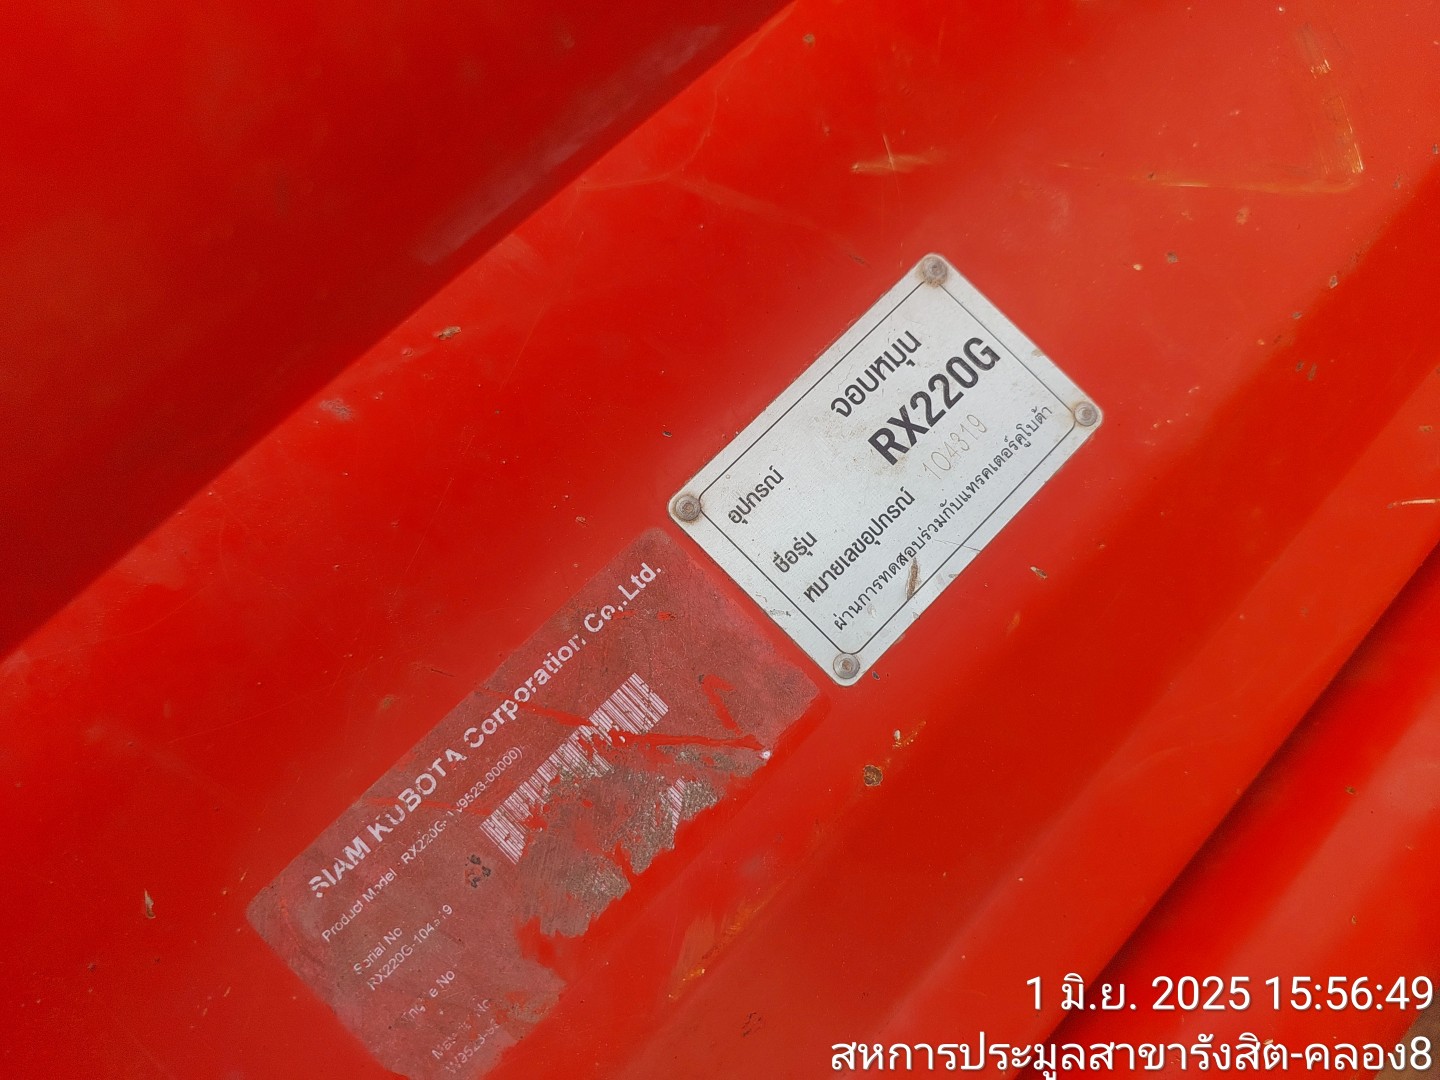 อุปกรณ์ จอบหมุน
ชื่อรุ่น RX220G
หมายเลขอุปกรณ์ 104319
ผ่านการทดสอบร่วมกับแทรคเตอร์คูโบต้า
SIAM KUBOTA Corporation Co.,Ltd.
Product Model : RX220G
Serial No
RX220G-104319
1 มิ.ย. 2025 15:56:49
สหการประมูลสาขารังสิต-คลอง8